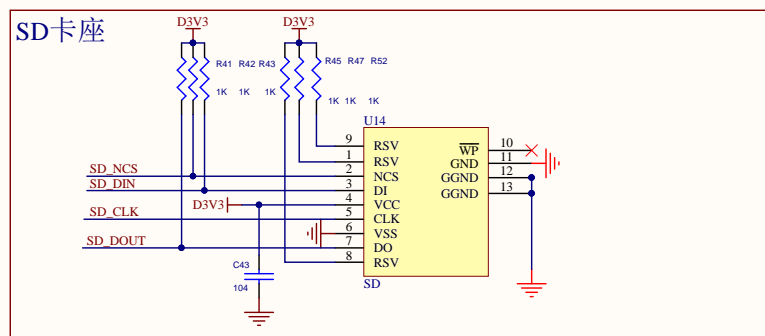 SD卡座
D3V3
D3V3
R41 R42 R43
R45 R47 R52
1K 1K 1K
1K 1K 1K
U14
9 RSV
1 RSV
SD_NCS 2 NCS
SD_DIN 3 DI
D3V3 4 VCC
SD_CLK 5 CLK
6 VSS
SD_DOUT 7 DO
8 RSV
WP 10
GND 11
GGND 12
GGND 13
C43
104
SD